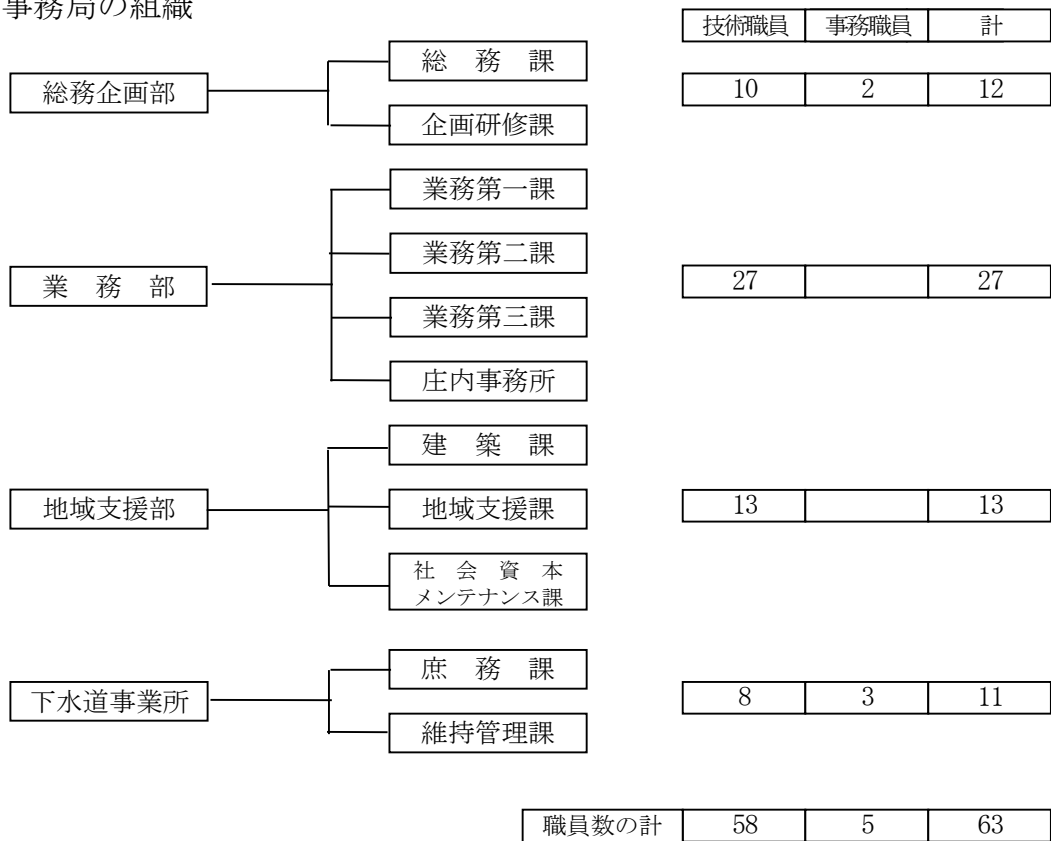 事務局の組織
技術職員 事務職員 計
総務企画部 総務課 10 2 12
企画研修課
業務部 業務第一課 27 27
業務第二課
業務第三課
庄内事務所
地域支援部 建築課 13 13
地域支援課
社会資本
メンテナンス課
下水道事業所 庶務課 8 3 11
維持管理課
職員数の計 58 5 63